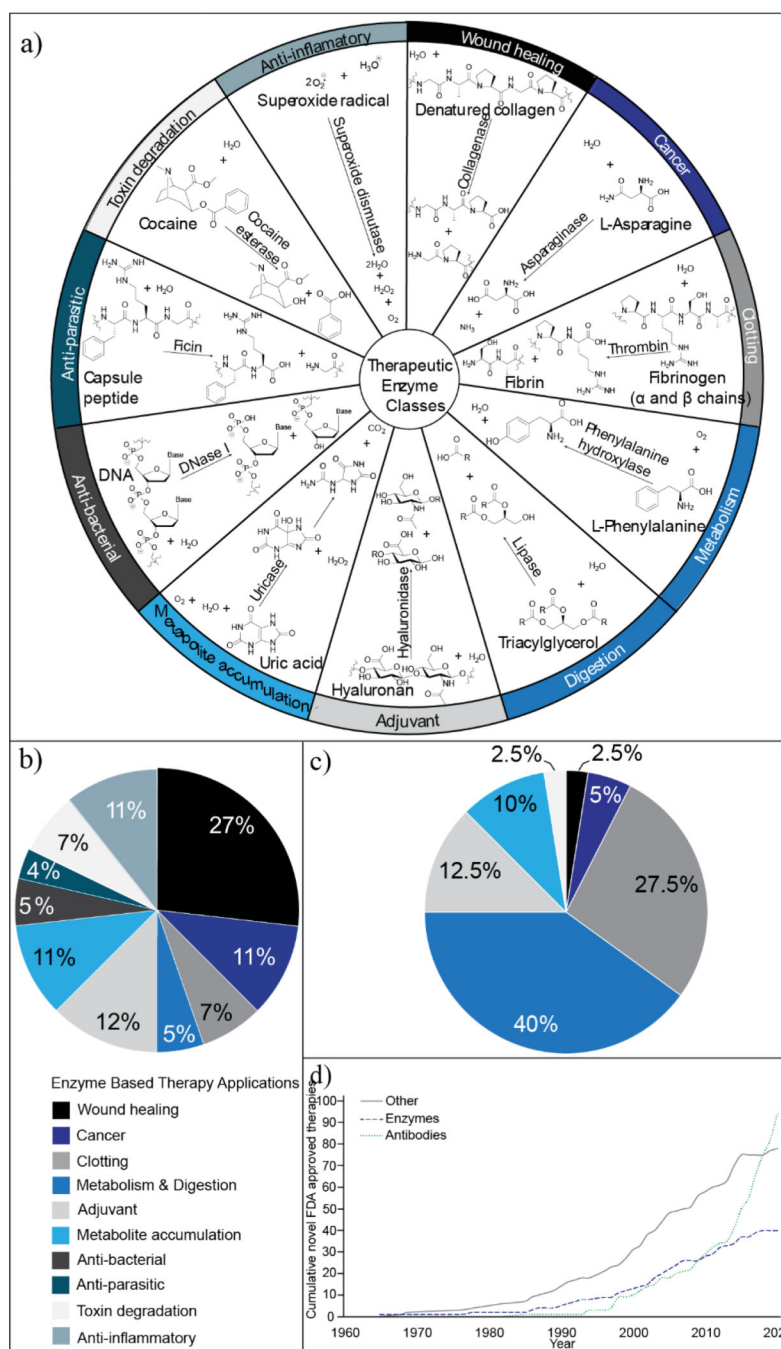 a)
Anti-inflamatory
Wound healing
Cancer
Clotting
Metabolism
Digestion
Adjuvant
Metabolite accumulation
Anti-bacterial
Anti-parasitic
Toxin degradation
Therapeutic
Enzyme
Classes
Superoxide radical
Superoxide dismutase
Denatured collagen
Collagenase
L-Asparagine
Asparaginase
Fibrinogen
(α and β chains)
Thrombin
Fibrin
L-Phenylalanine
Phenylalanine
hydroxylase
Triacylglycerol
Lipase
Hyaluronan
Hyaluronidase
Uric acid
Uricase
DNA
DNase I
Capsule
peptide
Ficin
Cocaine
Cocaine
esterase
b)
27%
11%
7%
5%
12%
11%
5%
4%
7%
11%
Enzyme Based Therapy Applications
Wound healing
Cancer
Clotting
Metabolism & Digestion
Adjuvant
Metabolite accumulation
Anti-bacterial
Anti-parasitic
Toxin degradation
Anti-inflammatory
c)
2.5%
2.5%
5%
27.5%
40%
12.5%
10%
d)
Other
Enzymes
Antibodies
Cumulative novel FDA approved therapies
100
90
80
70
60
50
40
30
20
10
0
1960
1970
1980
1990
2000
2010
Year